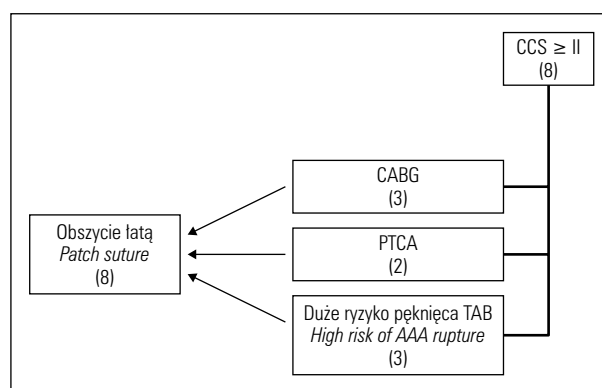 CCS ≥ II
(8)
CABG
(3)
Obszycie łatą
Patch suture
(8)
PTCA
(2)
Duże ryzyko pęknięca TAB
High risk of AAA rupture
(3)